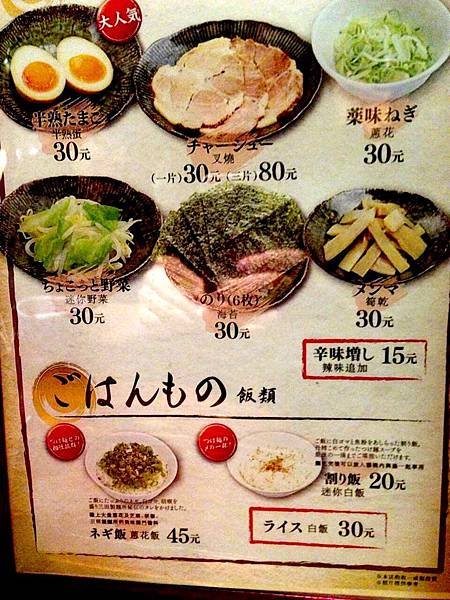 大人気
半熟たまご
半熟蛋
30元
チャーシュー
叉燒
(一片)30元 (三片)80元
薬味ねぎ
蔥花
30元
ちょこっと野菜
迷你野菜
30元
のり(6枚)
海苔
30元
メンマ
筍乾
30元
辛味増し 15元
辣味追加
ごはんもの 飯類
割り飯 20元
迷你白飯
ネギ飯 蔥花飯 45元
ライス 白飯 30元